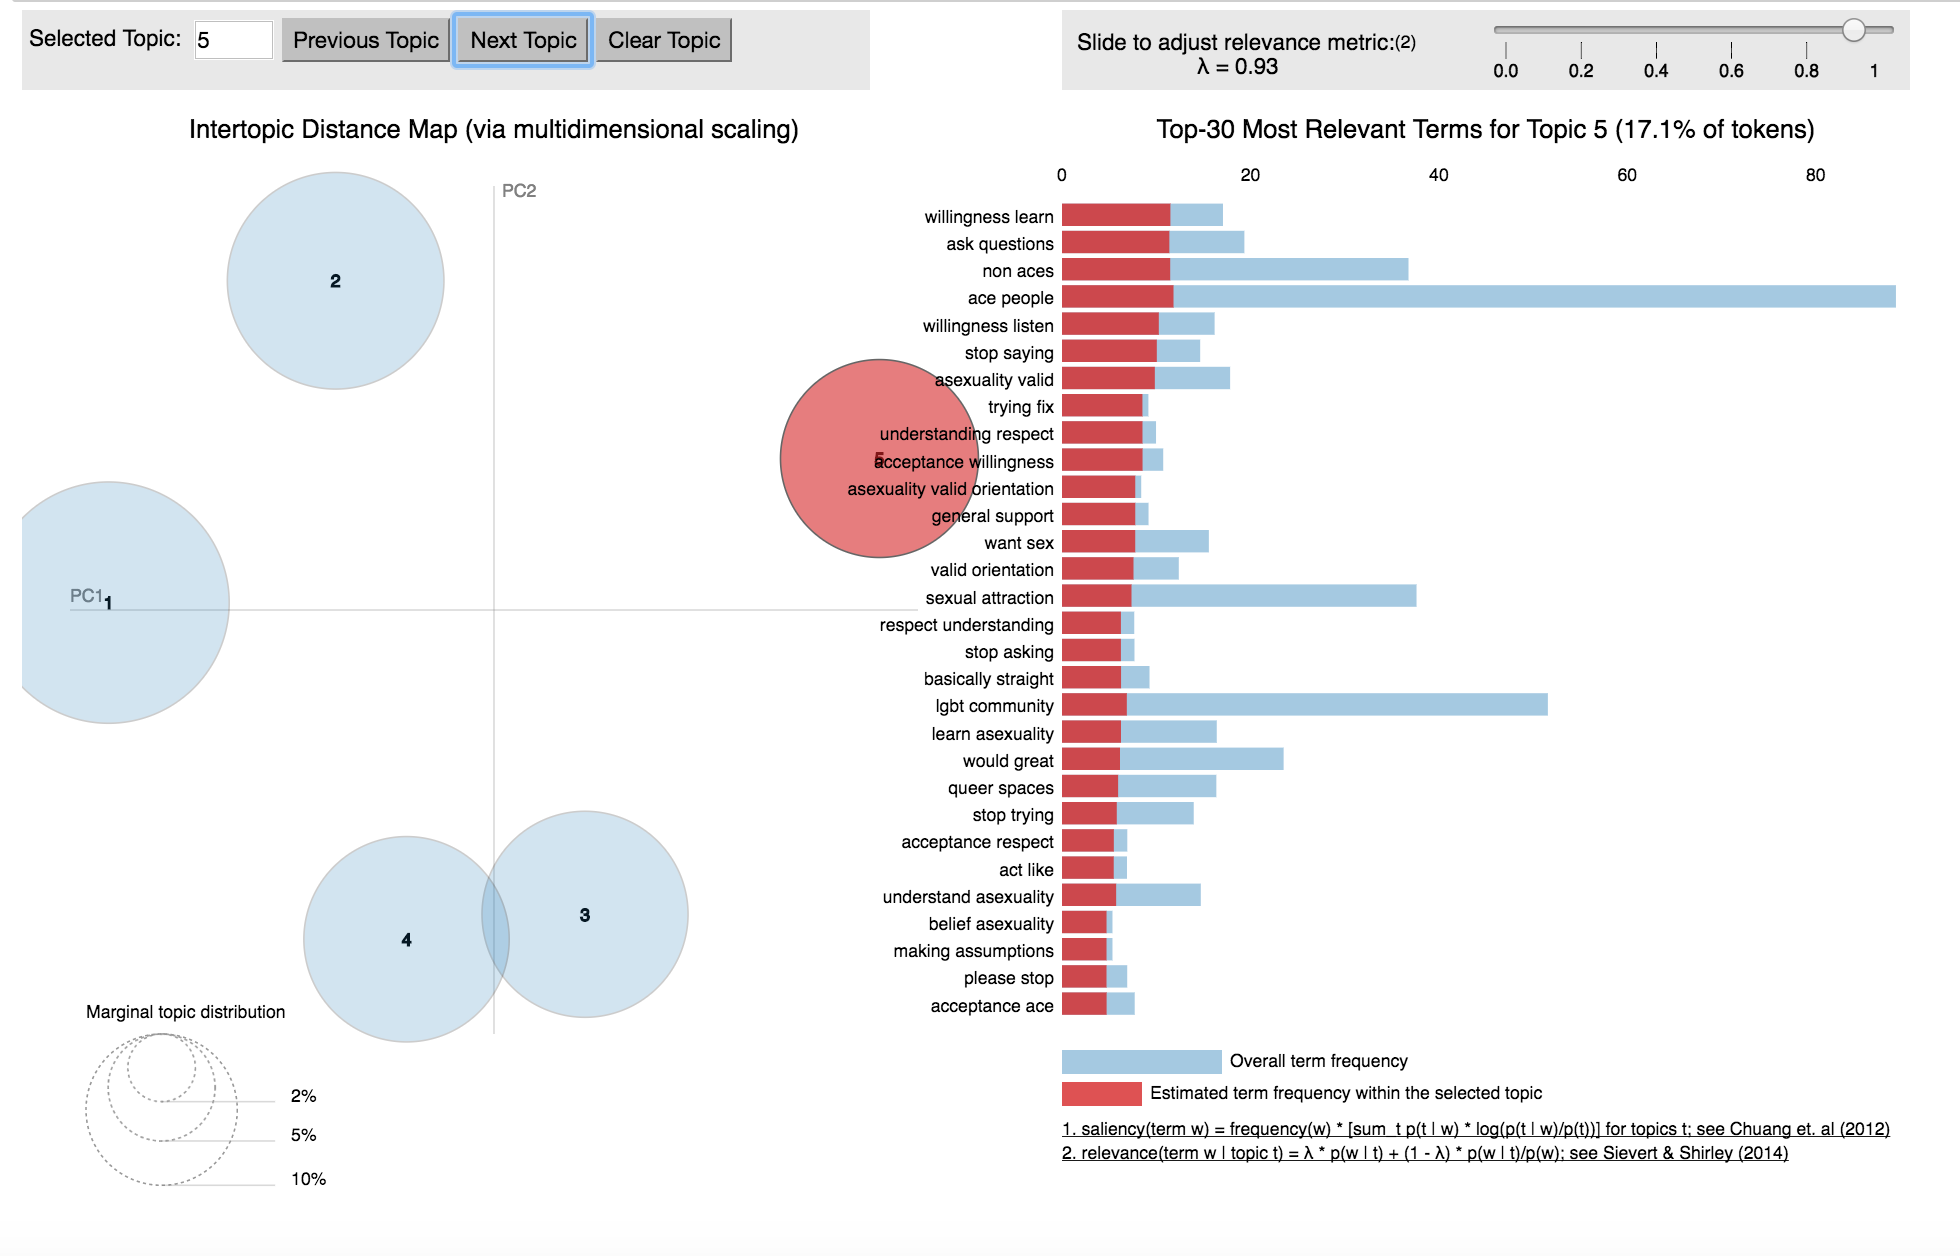 Selected Topic: 5 Previous Topic Next Topic Clear Topic
Slide to adjust relevance metric:(2)
λ = 0.93
0.0 0.2 0.4 0.6 0.8 1
Intertopic Distance Map (via multidimensional scaling)
PC2
2
5
PC1
1
4
3
Marginal topic distribution
2%
5%
10%
Top-30 Most Relevant Terms for Topic 5 (17.1% of tokens)
0 20 40 60 80
willingness learn
ask questions
non aces
ace people
willingness listen
stop saying
asexuality valid
trying fix
understanding respect
acceptance willingness
asexuality valid orientation
general support
want sex
valid orientation
sexual attraction
respect understanding
stop asking
basically straight
lgbt community
learn asexuality
would great
queer spaces
stop trying
acceptance respect
act like
understand asexuality
belief asexuality
making assumptions
please stop
acceptance ace
Overall term frequency
Estimated term frequency within the selected topic
1. saliency(term w) = frequency(w) * [sum_t p(t | w) * log(p(t | w)/p(t))] for topics t; see Chuang et. al (2012)
2. relevance(term w | topic t) = λ * p(w | t) + (1 - λ) * p(w | t)/p(w); see Sievert & Shirley (2014)